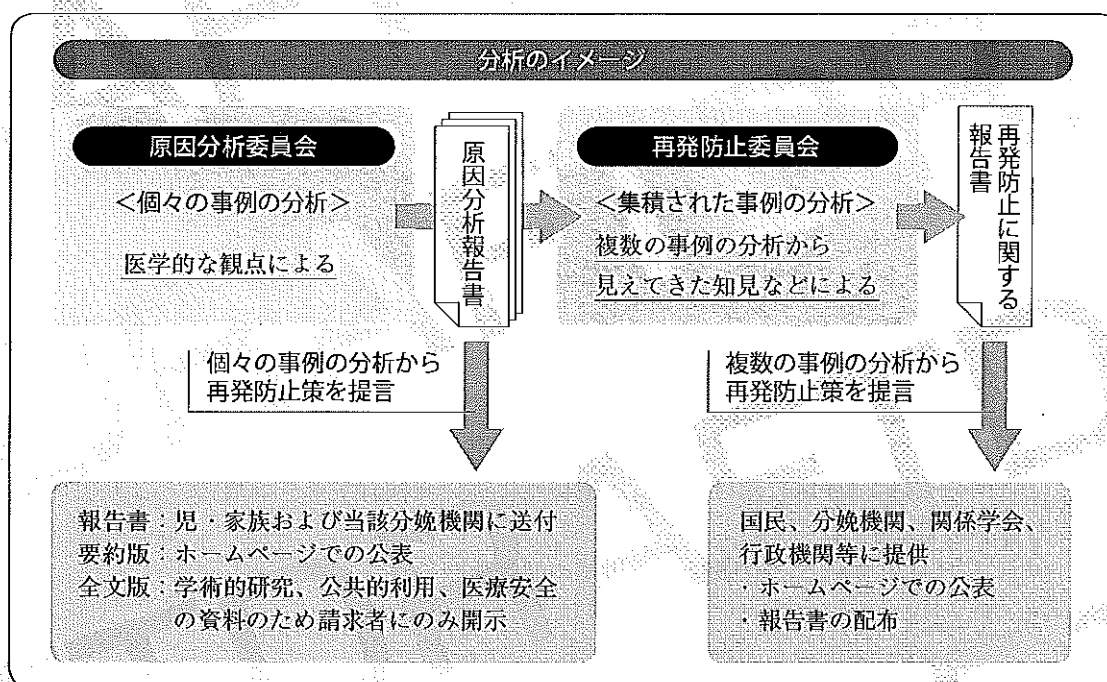 分析のイメージ
原因分析委員会
<個々の事例の分析>
医学的な観点による
原因分析報告書
再発防止委員会
<集積された事例の分析>
複数の事例の分析から
見えてきた知見などによる
再発防止に関する
報告書
個々の事例の分析から
再発防止策を提言
複数の事例の分析から
再発防止策を提言
報告書：児・家族および当該分娩機関に送付
要約版：ホームページでの公表
全文版：学術的研究、公共的利用、医療安全
の資料のため請求者にのみ開示
国民、分娩機関、関係学会、
行政機関等に提供
・ホームページでの公表
・報告書の配布